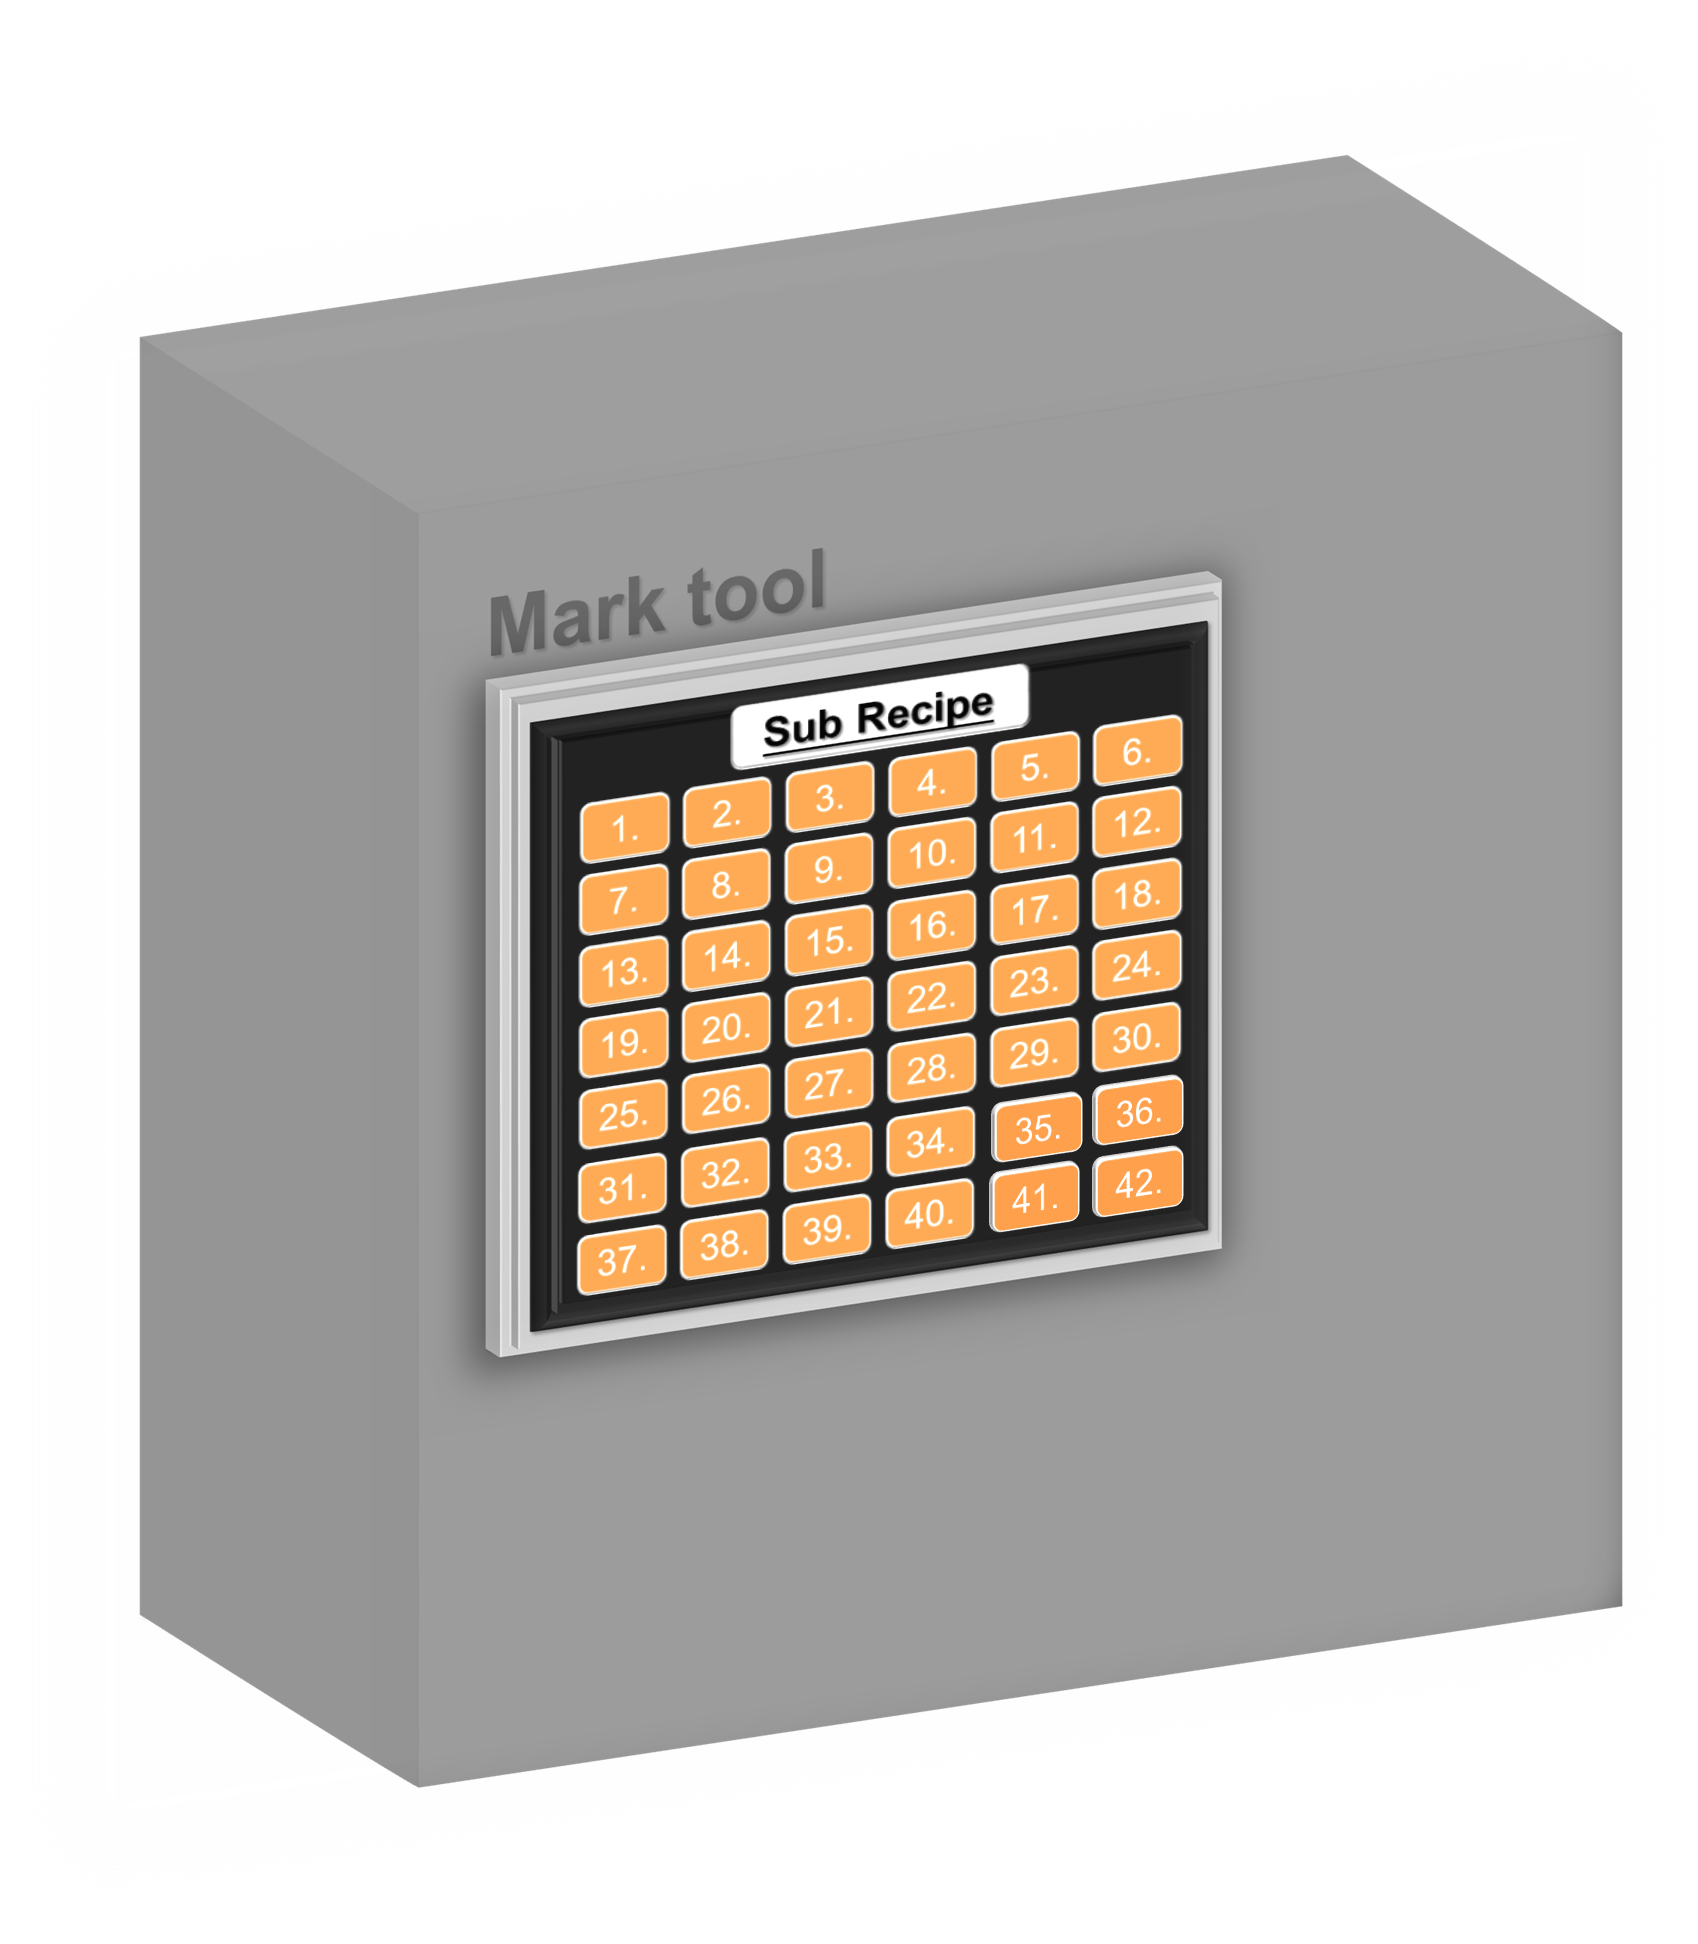 Mark tool
Sub Recipe
1. 2. 3. 4. 5. 6.
7. 8. 9. 10. 11. 12.
13. 14. 15. 16. 17. 18.
19. 20. 21. 22. 23. 24.
25. 26. 27. 28. 29. 30.
31. 32. 33. 34. 35. 36.
37. 38. 39. 40. 41. 42.